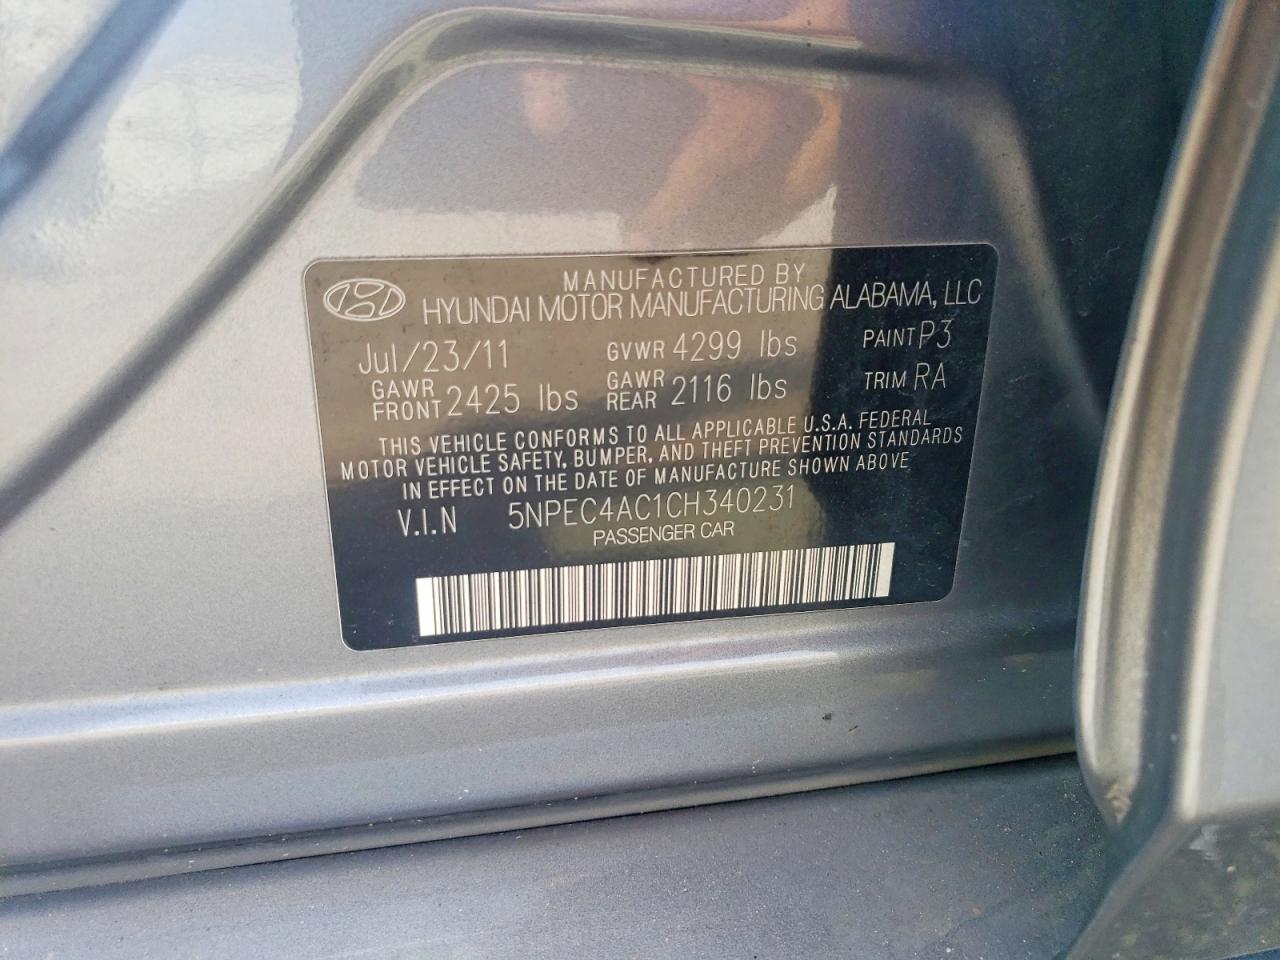 MANUFACTURED BY
HYUNDAI MOTOR MANUFACTURING ALABAMA, LLC
Jul/23/11 GVWR 4299 lbs PAINT P3
GAWR FRONT 2425 lbs GAWR REAR 2116 lbs TRIM RA
THIS VEHICLE CONFORMS TO ALL APPLICABLE U.S.A. FEDERAL
MOTOR VEHICLE SAFETY, BUMPER, AND THEFT PREVENTION STANDARDS
IN EFFECT ON THE DATE OF MANUFACTURE SHOWN ABOVE
V.I.N 5NPEC4AC1CH340231
PASSENGER CAR